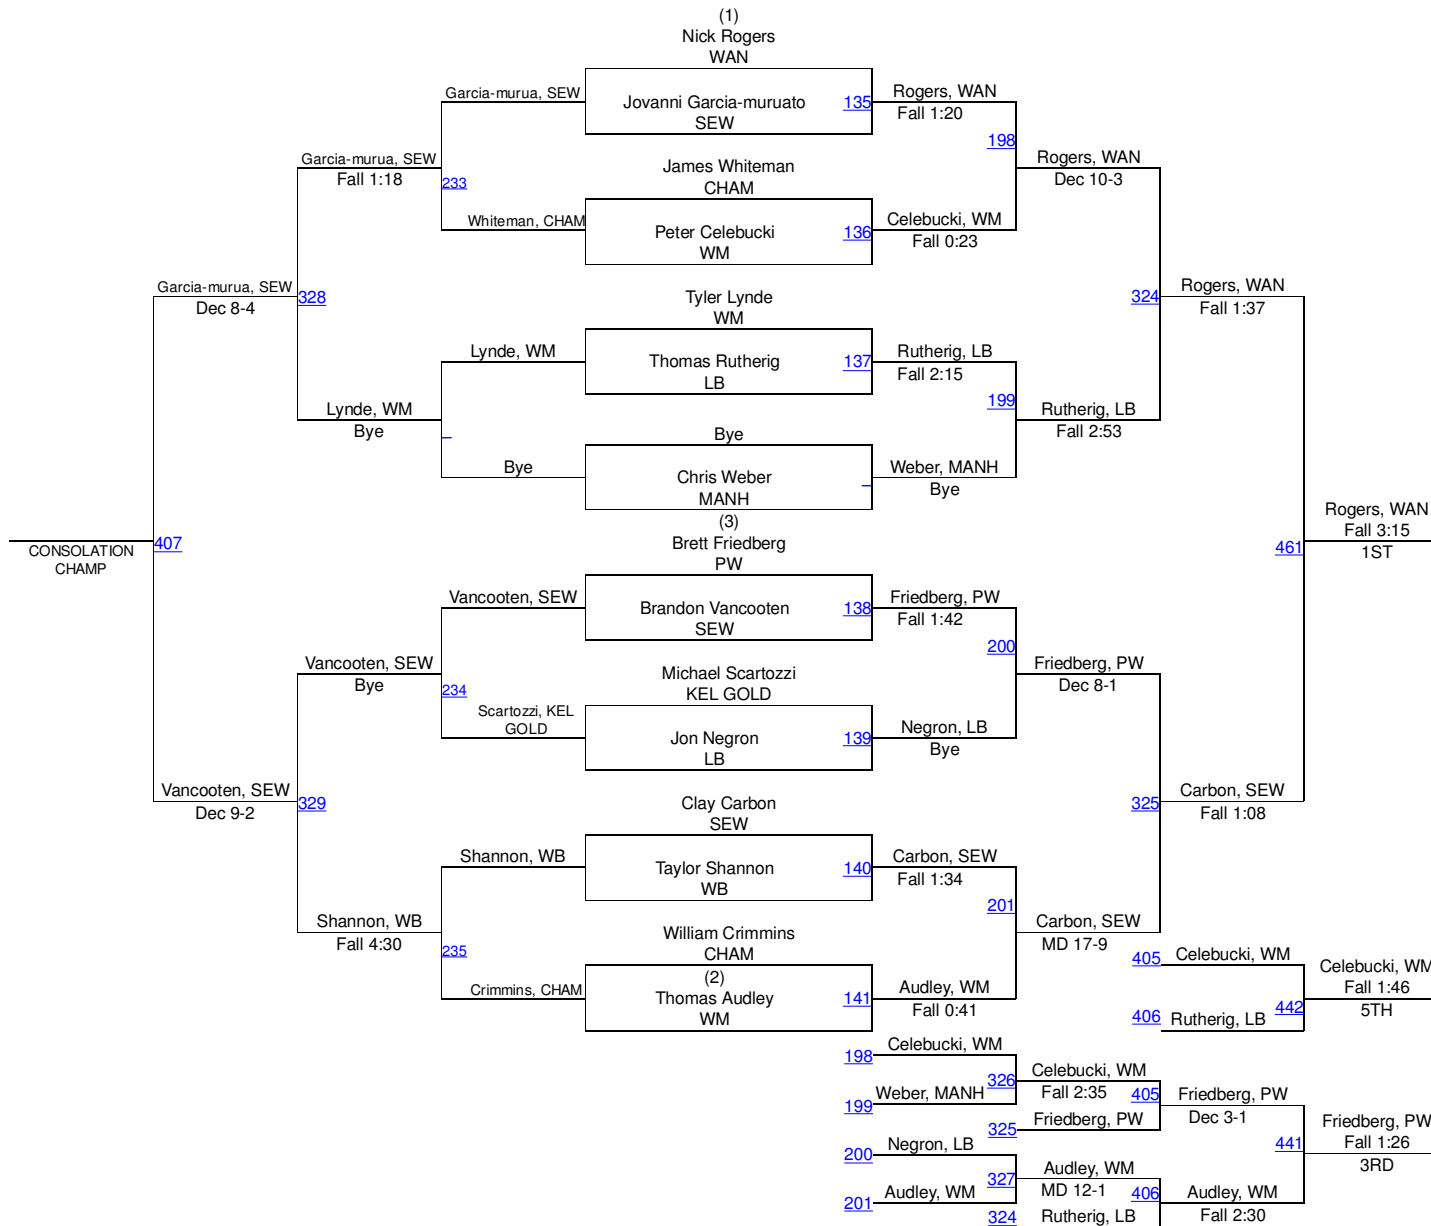 (1)
Nick Rogers
WAN
Garcia-murua, SEW
Jovanni Garcia-muruato
SEW
135
Rogers, WAN
Fall 1:20
198
Garcia-murua, SEW
Fall 1:18
233
James Whiteman
CHAM
Rogers, WAN
Dec 10-3
Whiteman, CHAM
Peter Celebucki
WM
136
Celebucki, WM
Fall 0:23
Garcia-murua, SEW
Dec 8-4
328
Tyler Lynde
WM
324
Rogers, WAN
Fall 1:37
Lynde, WM
Thomas Rutherig
LB
137
Rutherig, LB
Fall 2:15
199
Lynde, WM
Bye
Rutherig, LB
Fall 2:53
Bye
Bye
Chris Weber
MANH
Weber, MANH
Bye
CONSOLATION
CHAMP
407
461
Rogers, WAN
Fall 3:15
1ST
(3)
Brett Friedberg
PW
Vancooten, SEW
Brandon Vancooten
SEW
138
Friedberg, PW
Fall 1:42
200
Vancooten, SEW
Bye
234
Michael Scartozzi
KEL GOLD
Friedberg, PW
Dec 8-1
Scartozzi, KEL
GOLD
Jon Negron
LB
139
Negron, LB
Bye
Vancooten, SEW
Dec 9-2
329
Clay Carbon
SEW
325
Carbon, SEW
Fall 1:08
Shannon, WB
Taylor Shannon
WB
140
Carbon, SEW
Fall 1:34
201
Shannon, WB
Fall 4:30
235
William Crimmins
CHAM
Carbon, SEW
MD 17-9
Crimmins, CHAM
(2)
Thomas Audley
WM
141
Audley, WM
Fall 0:41
405
Celebucki, WM
406
Rutherig, LB
442
Celebucki, WM
Fall 1:46
5TH
198
Celebucki, WM
199
Weber, MANH
326
Celebucki, WM
Fall 2:35
325
Friedberg, PW
405
Friedberg, PW
Dec 3-1
200
Negron, LB
201
Audley, WM
327
Audley, WM
MD 12-1
324
Rutherig, LB
406
Audley, WM
Fall 2:30
441
Friedberg, PW
Fall 1:26
3RD